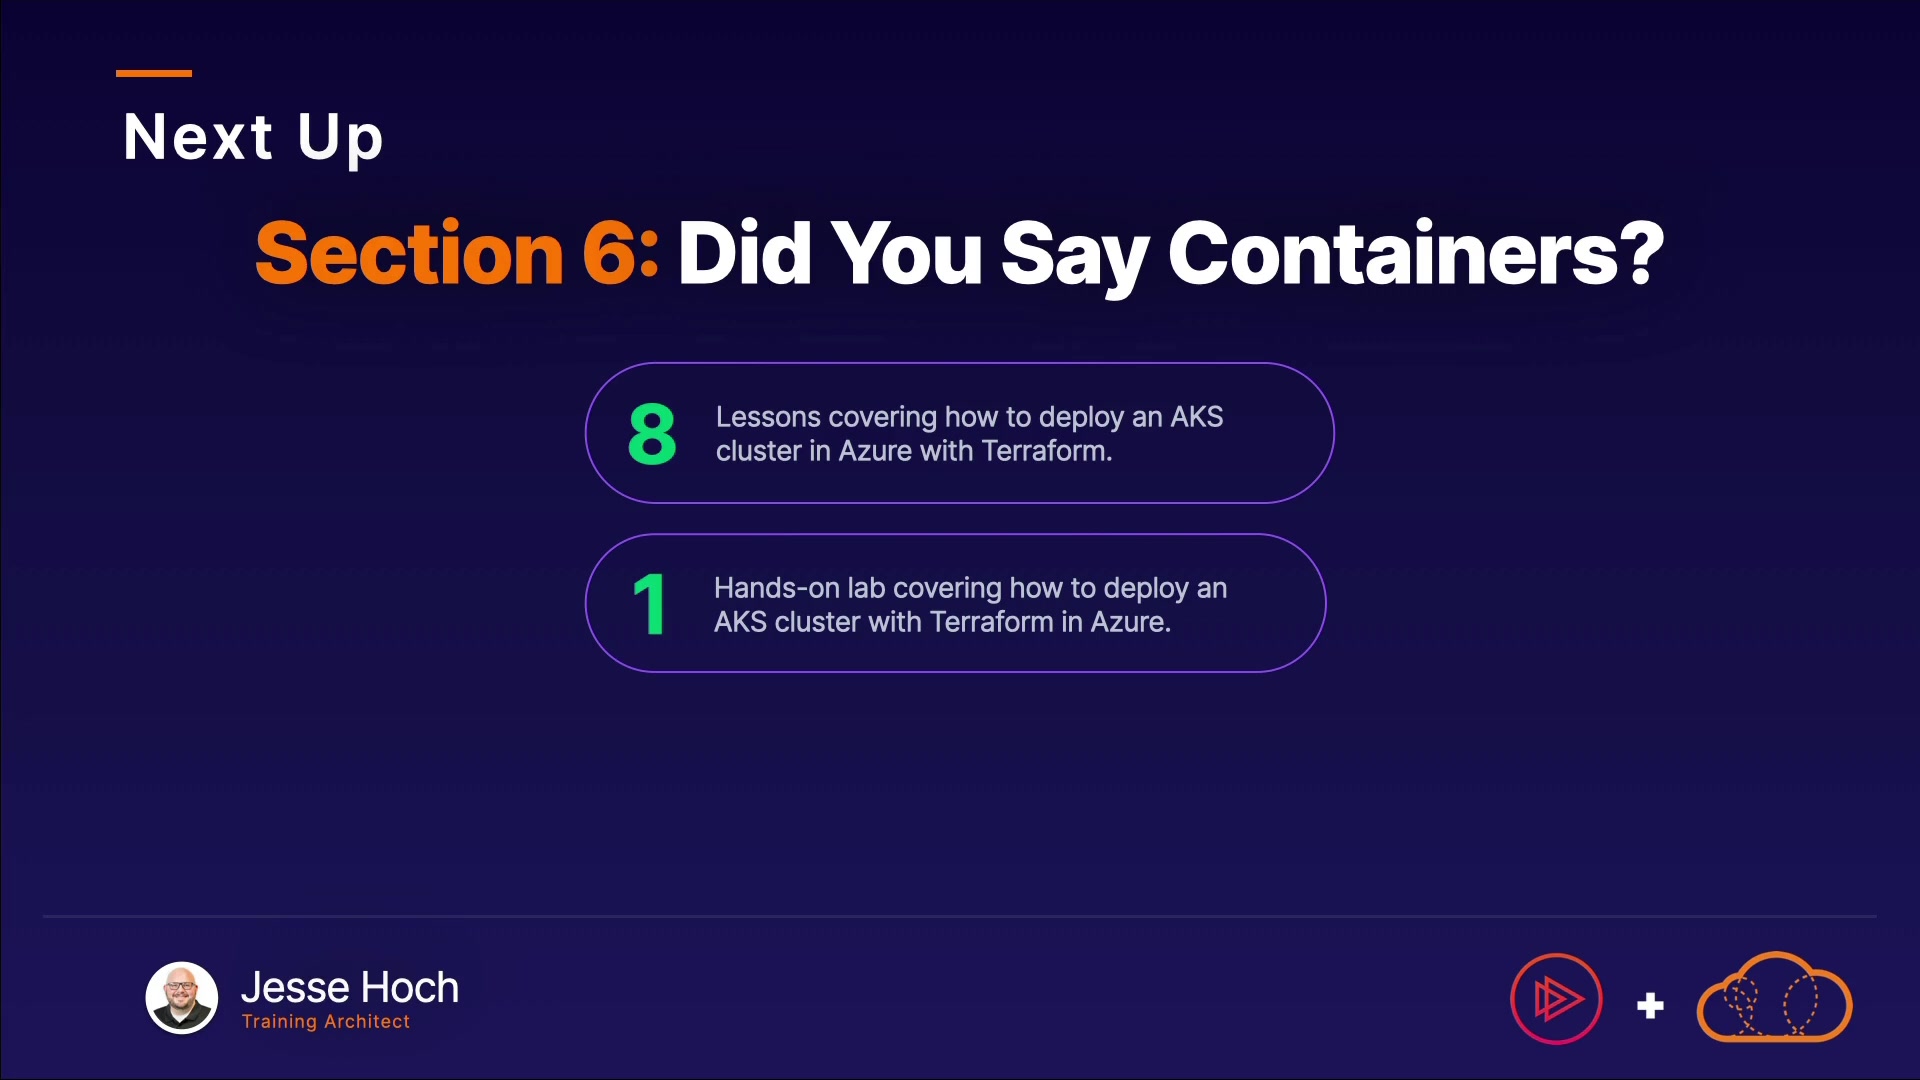 Next Up
Section 6: Did You Say Containers?
8
Lessons covering how to deploy an AKS
cluster in Azure with Terraform.
1
Hands-on lab covering how to deploy an
AKS cluster with Terraform in Azure.
Jesse Hoch
Training Architect